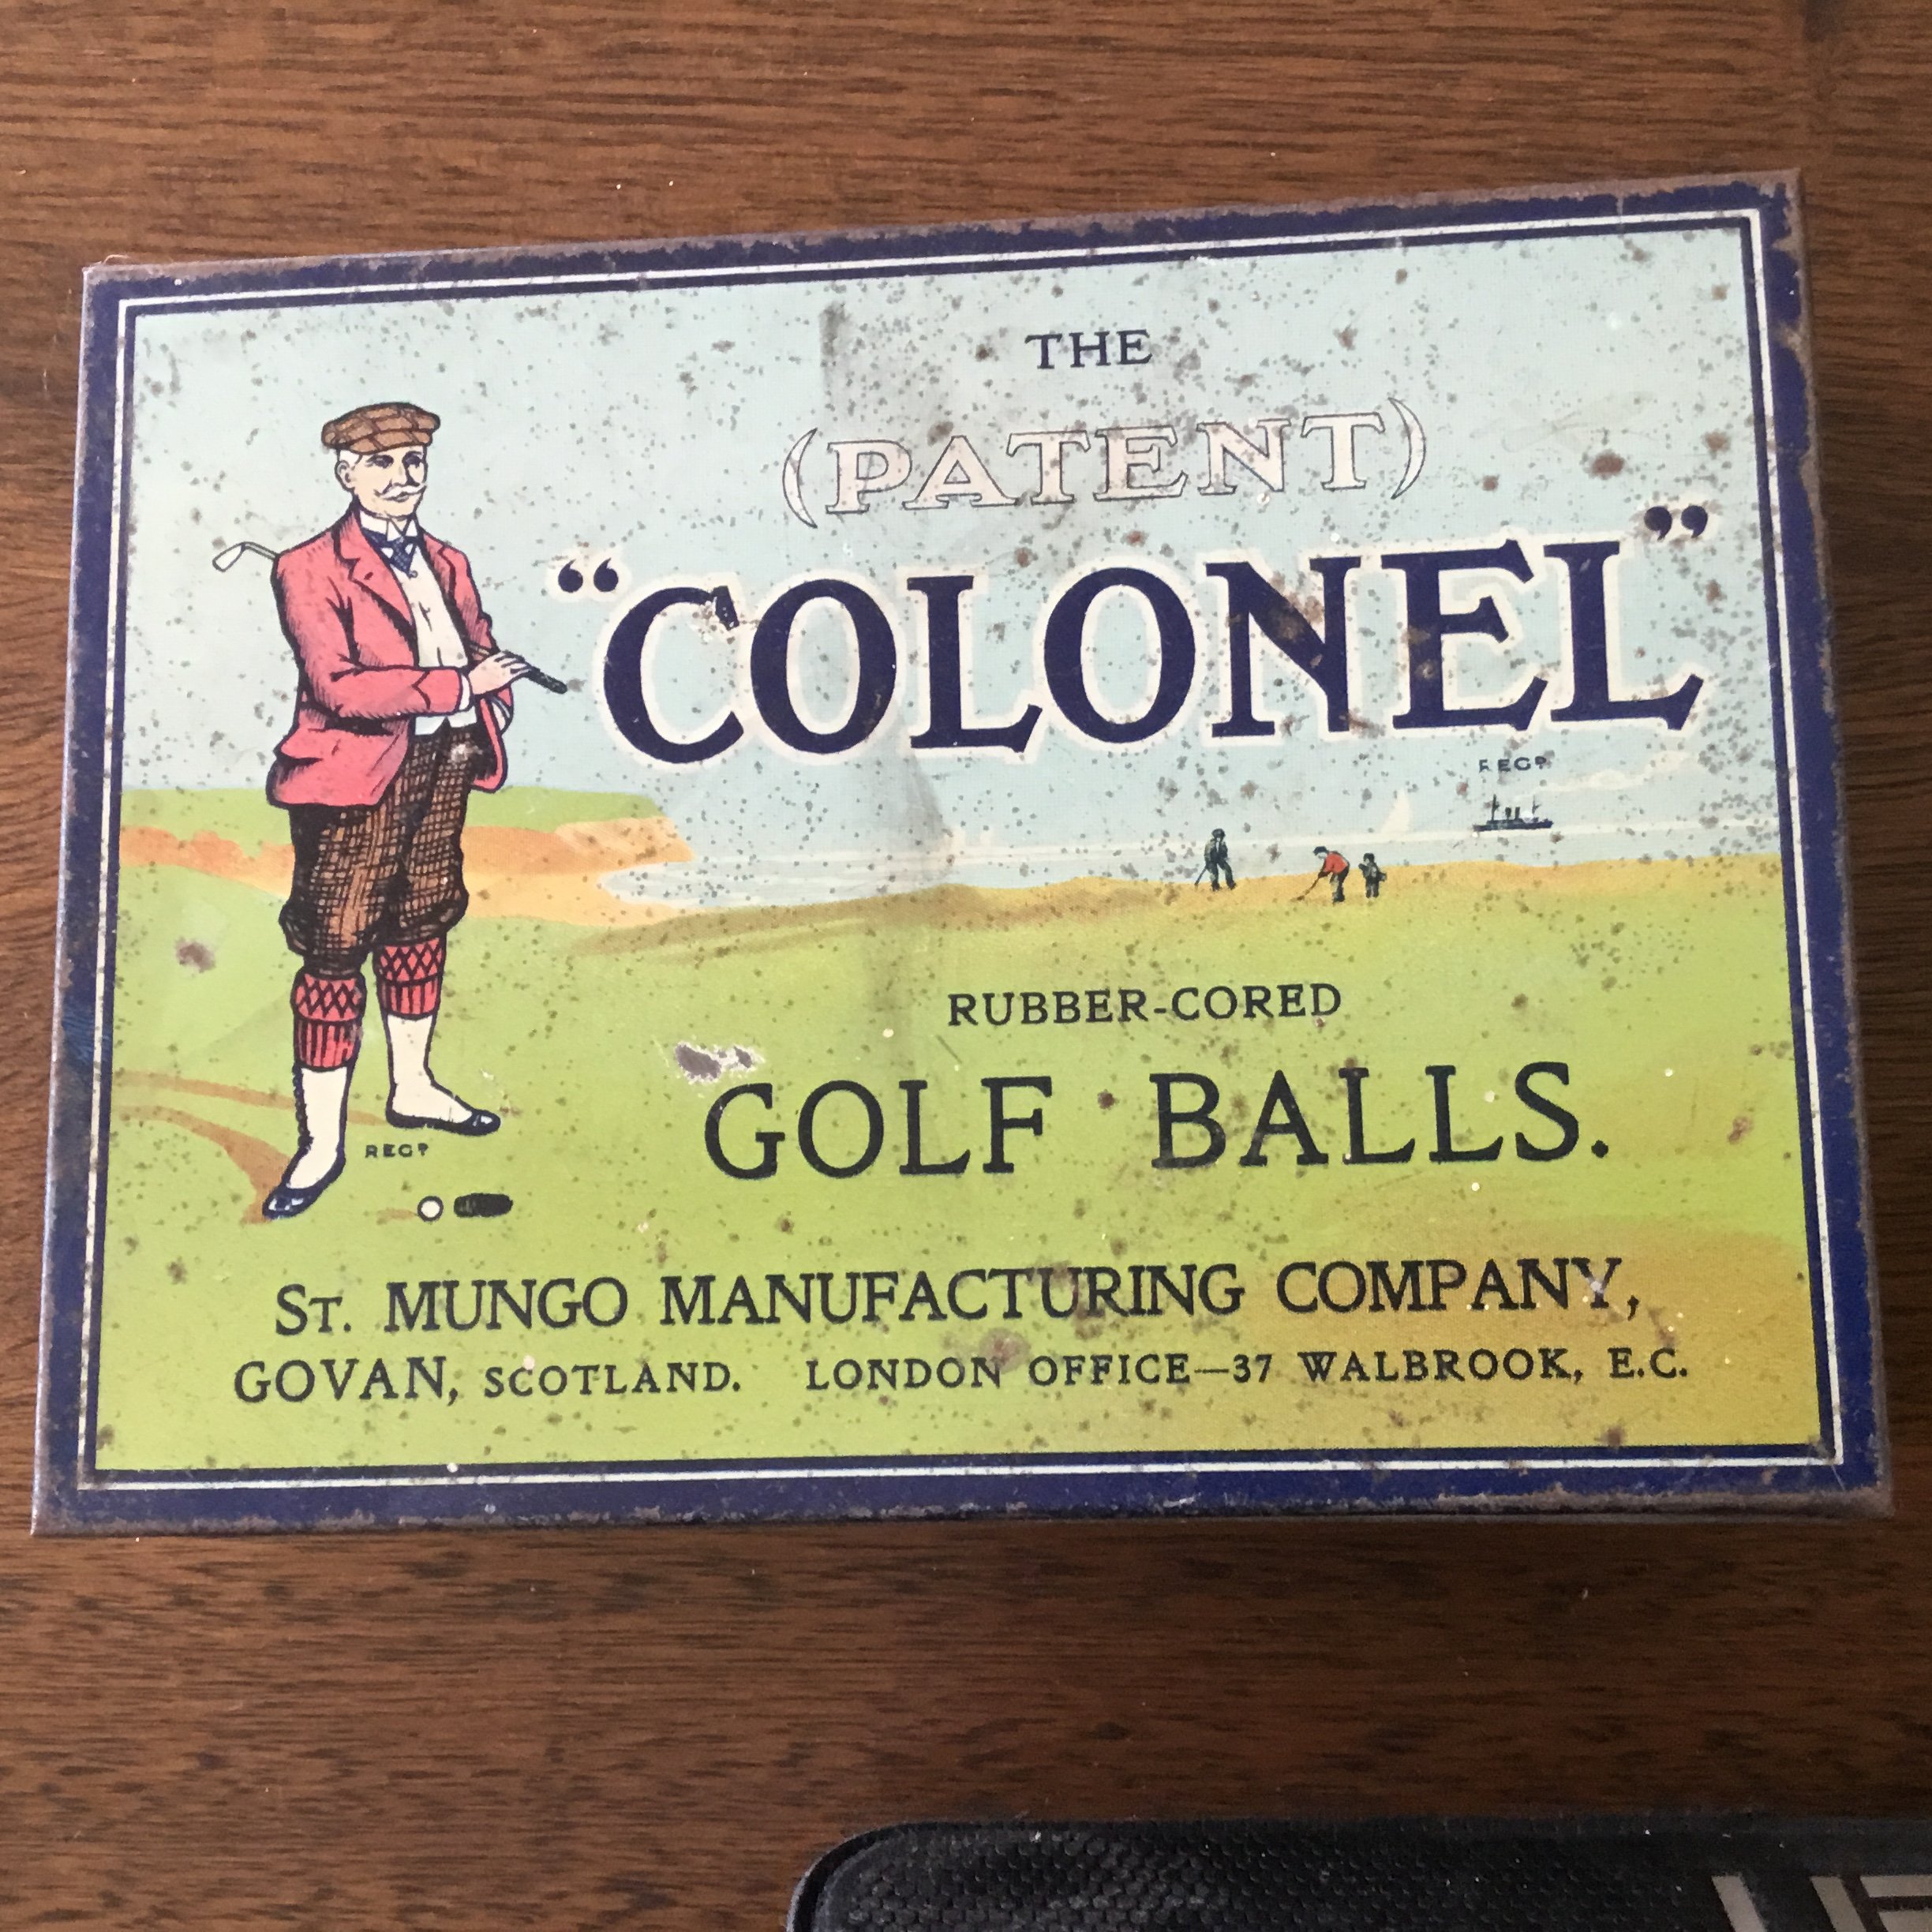 THE
(PATENT)
“COLONEL”
REGD
RUBBER-CORED
GOLF BALLS.
REGD
ST. MUNGO MANUFACTURING COMPANY,
GOVAN, SCOTLAND. LONDON OFFICE—37 WALBROOK, E.C.